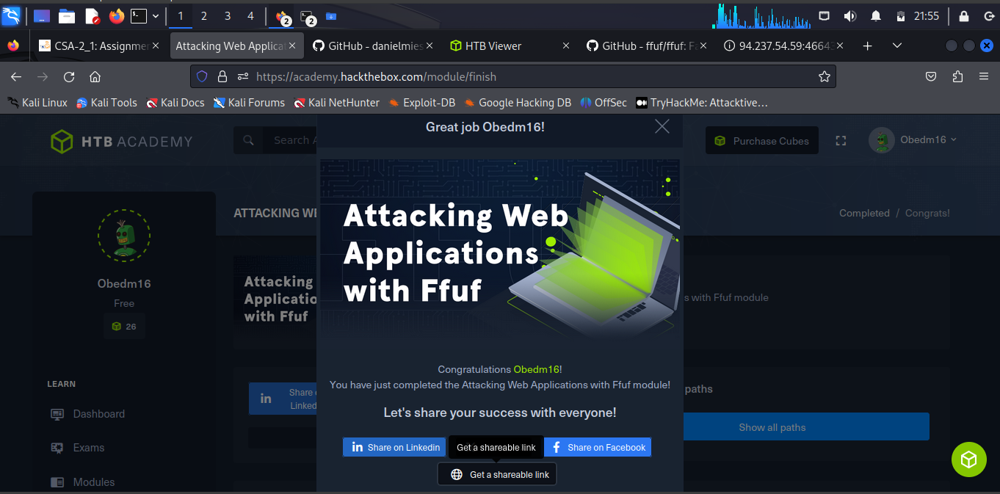 1 2 3 4 2 2 21:55
CSA-2_1: Assignmen Attacking Web Applicat GitHub - danielmies HTB Viewer GitHub - ffuf/ffuf: Fa 94.237.54.59:46643
https://academy.hackthebox.com/module/finish
Kali Linux Kali Tools Kali Docs Kali Forums Kali NetHunter Exploit-DB Google Hacking DB OffSec TryHackMe: Attacktive…
Great job Obedm16!
HTB ACADEMY Search A Purchase Cubes Obedm16
Attacking Web
Applications
with Ffuf
ATTACKING WE Completed / Congrats!
Obedm16
Free
26
Attacking
Applicatio
with Ffuf
s with Ffuf module
Congratulations Obedm16!
You have just completed the Attacking Web Applications with Ffuf module!
LEARN
Share o
Linked
paths
Let's share your success with everyone!
Dashboard
Show all paths
in Share on Linkedin Get a shareable link f Share on Facebook
Exams
Get a shareable link
Modules